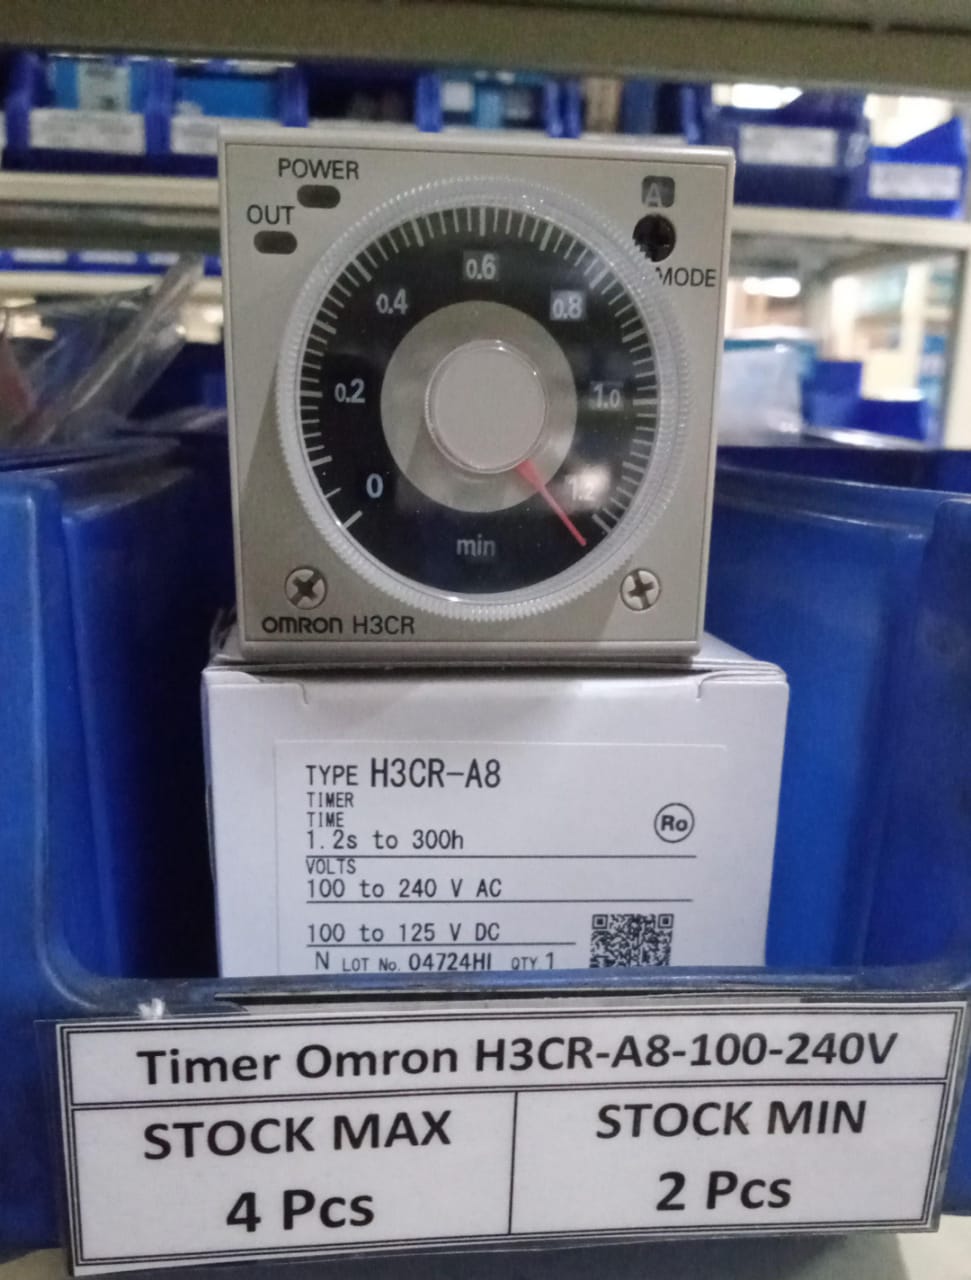 POWER
OUT
A
MODE
0.6
0.4
0.8
0.2
1.0
0
1.2
min
OMRON H3CR
TYPE H3CR-A8
TIMER
TIME
1.2s to 300h
Ro
VOLTS
100 to 240 V AC
100 to 125 V DC
N LOT No. 04724HI QTY.1
Timer Omron H3CR-A8-100-240V
STOCK MAX
STOCK MIN
4 Pcs
2 Pcs